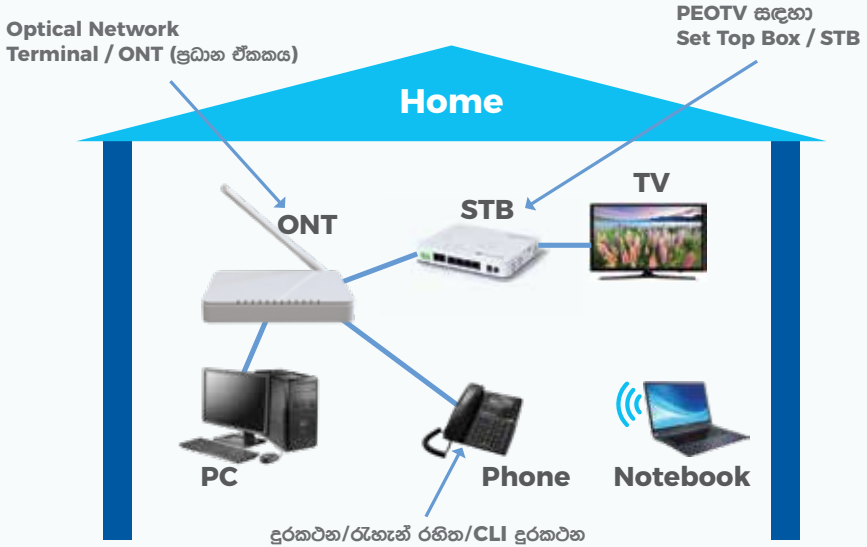 Optical Network
Terminal / ONT (ප්‍රධාන ඒකකය)
PEOTV සඳහා
Set Top Box / STB
Home
ONT
STB
TV
PC
Phone
Notebook
දුරකථන/රැහැන් රහිත/CLI දුරකථන